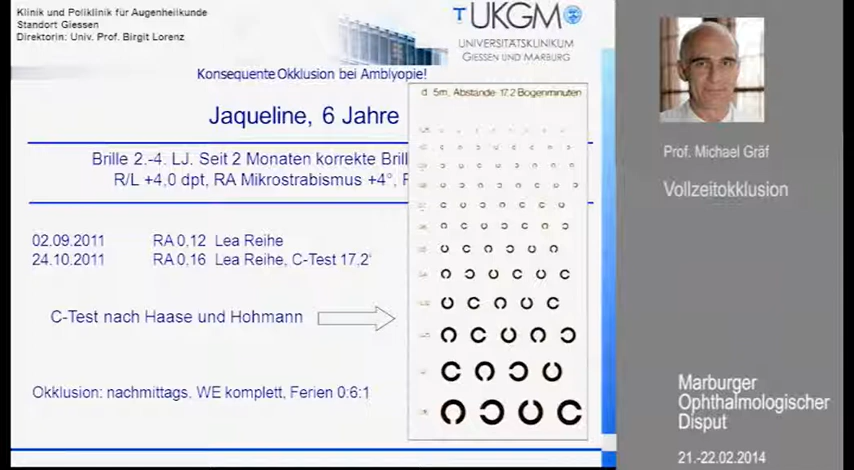 Klinik und Poliklinik für Augenheilkunde
Standort Giessen
Direktorin: Univ. Prof. Birgit Lorenz
UKGM
UNIVERSITÄTSKLINIKUM
GIESSEN UND MARBURG
Konsequente Okklusion bei Amblyopie!
Jaqueline, 6 Jahre
Brille 2.-4. LJ. Seit 2 Monaten korrekte Brill
R/L +4,0 dpt, RA Mikrostrabismus +4°, F
02.09.2011 RA 0,12 Lea Reihe
24.10.2011 RA 0,16 Lea Reihe, C-Test 17.2'
C-Test nach Haase und Hohmann
Okklusion: nachmittags. WE komplett, Ferien 0:6:1
d 5m, Abstände 17,2 Bogenminuten
Prof. Michael Gräf
Vollzeitokklusion
Marburger
Ophthalmologischer
Disput
21.-22.02.2014